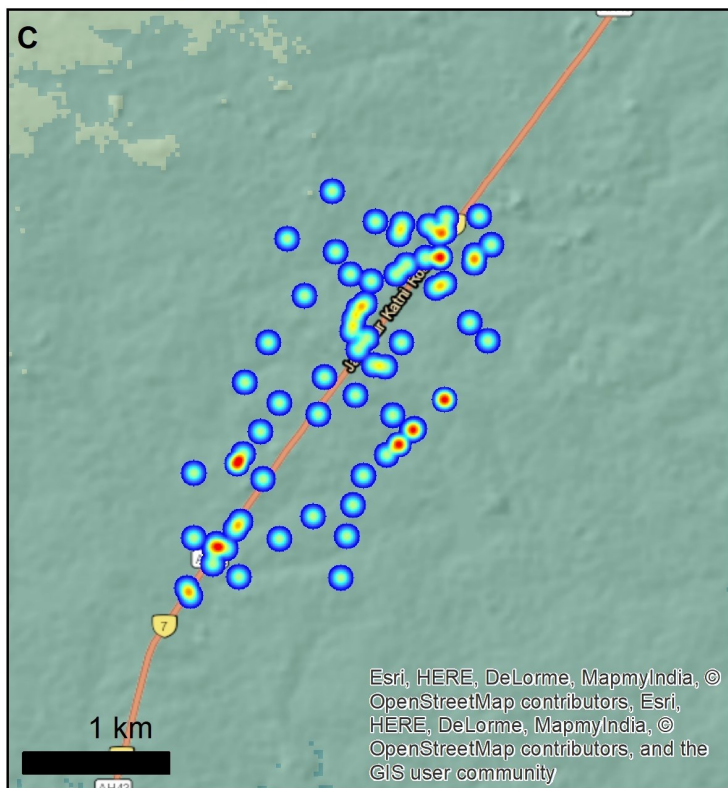 C
7
1 km
Esri, HERE, DeLorme, MapmyIndia, ©
OpenStreetMap contributors, Esri,
HERE, DeLorme, MapmyIndia, ©
OpenStreetMap contributors, and the
GIS user community
AH43